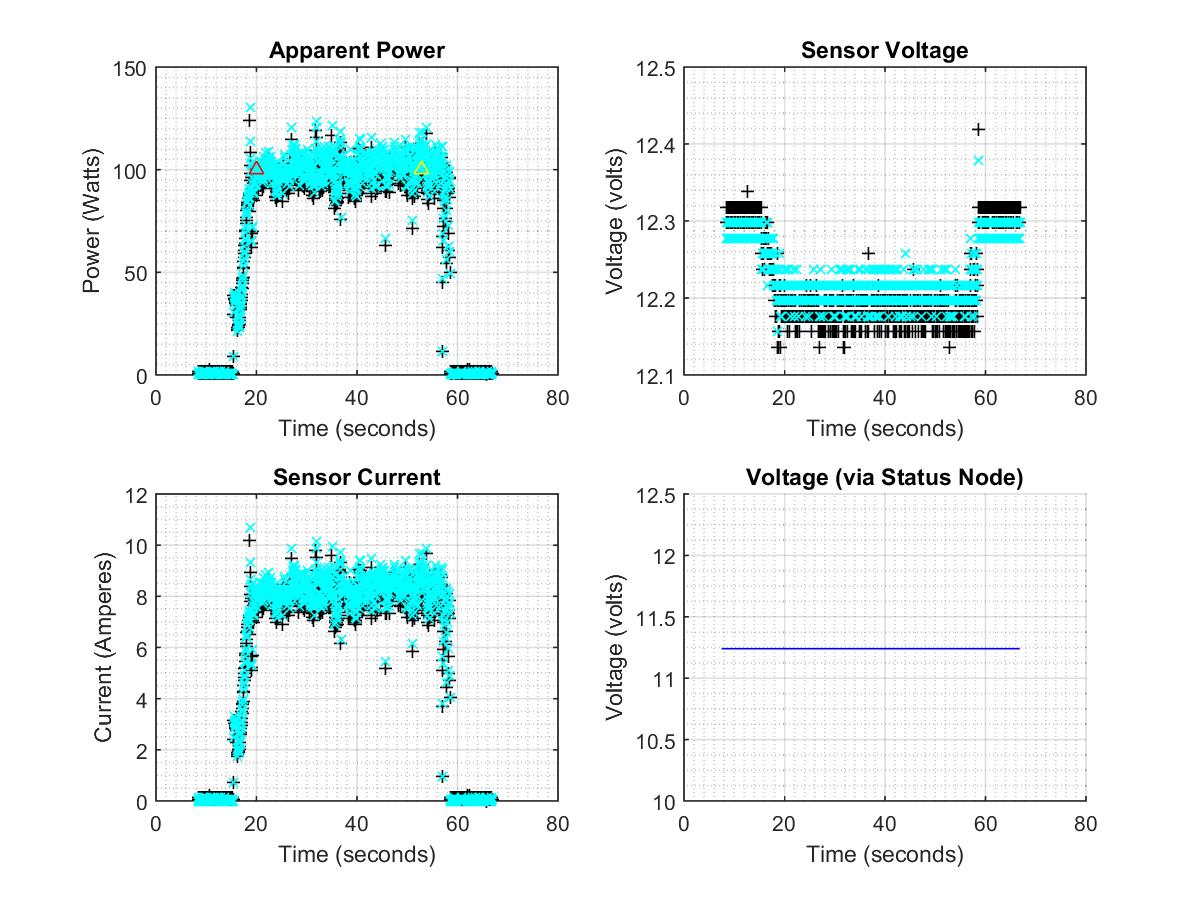 Apparent Power
150
100
50
0
0 20 40 60 80
Power (Watts)
Time (seconds)
Sensor Voltage
12.5
12.4
12.3
12.2
12.1
0 20 40 60 80
Voltage (volts)
Time (seconds)
Sensor Current
12
10
8
6
4
2
0
0 20 40 60 80
Current (Amperes)
Time (seconds)
Voltage (via Status Node)
12.5
12
11.5
11
10.5
10
0 20 40 60 80
Voltage (volts)
Time (seconds)